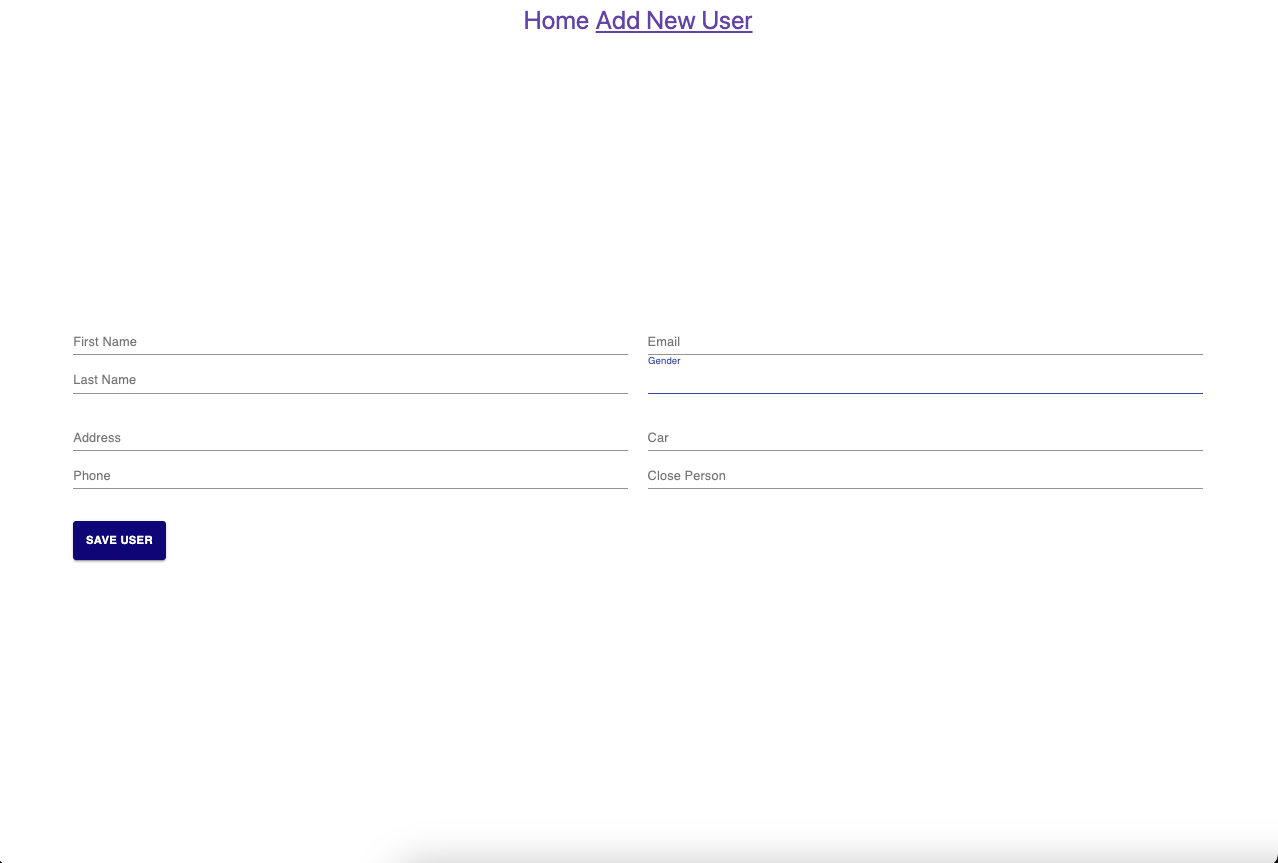 Home Add New User
First Name
Email
Gender
Last Name
Address
Car
Phone
Close Person
SAVE USER